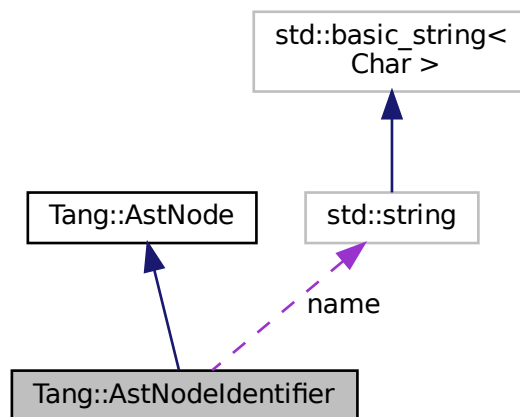 std::basic_string<
Char >
Tang::AstNode
std::string
name
Tang::AstNodeIdentifier